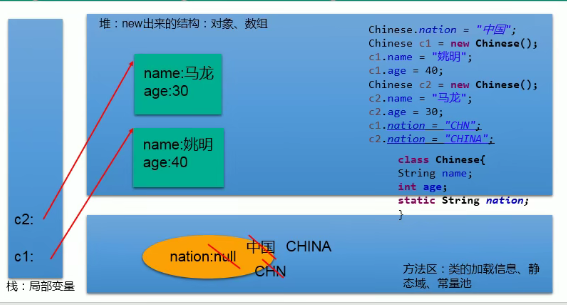 堆：new出来的结构：对象、数组
name:马龙
age:30
name:姚明
age:40
c2:
c1:
栈：局部变量
Chinese.nation = "中国";
Chinese c1 = new Chinese();
c1.name = "姚明";
c1.age = 40;
Chinese c2 = new Chinese();
c2.name = "马龙";
c2.age = 30;
c1.nation = "CHN";
c2.nation = "CHINA";
class Chinese{
String name;
int age;
static String nation;
}
nation:null
中国
CHINA
CHN
方法区：类的加载信息、静
态域、常量池